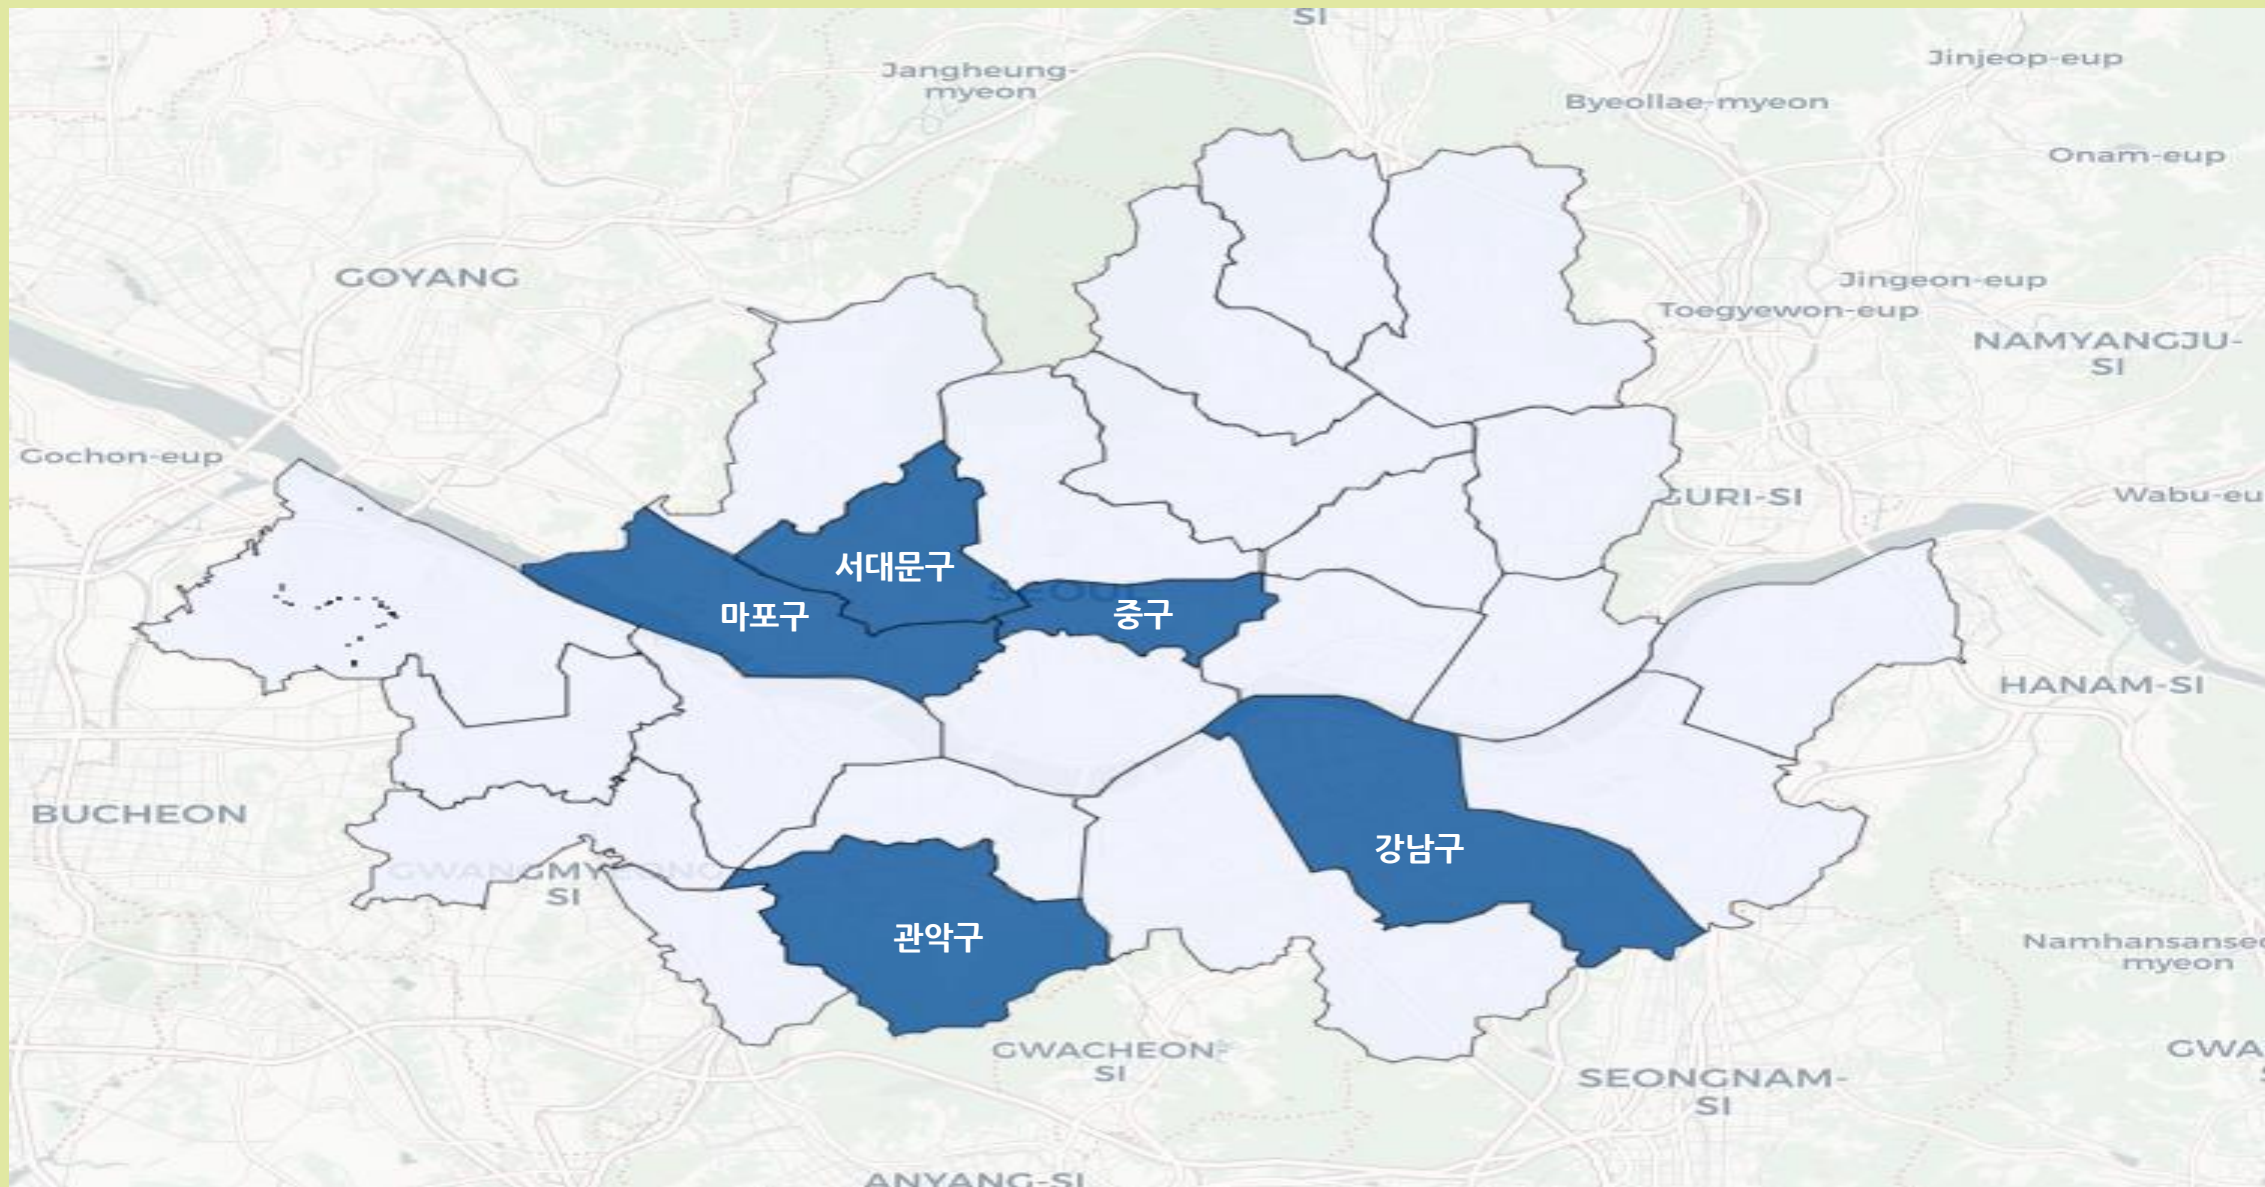 SI
Jinjeop-eup
Jangheung-
myeon
Byeollae-myeon
Onam-eup
GOYANG
Jingeon-eup
Toegyewon-eup
NAMYANGJU-
SI
Gochon-eup
GURI-SI
Wabu-eu
서대문구
SEOUL
마포구
중구
HANAM-SI
BUCHEON
강남구
SI
관악구
Namhansanseo
myeon
GWACHEON-
SI
GWA
SEONGNAM-
SI
ANYANG-SI